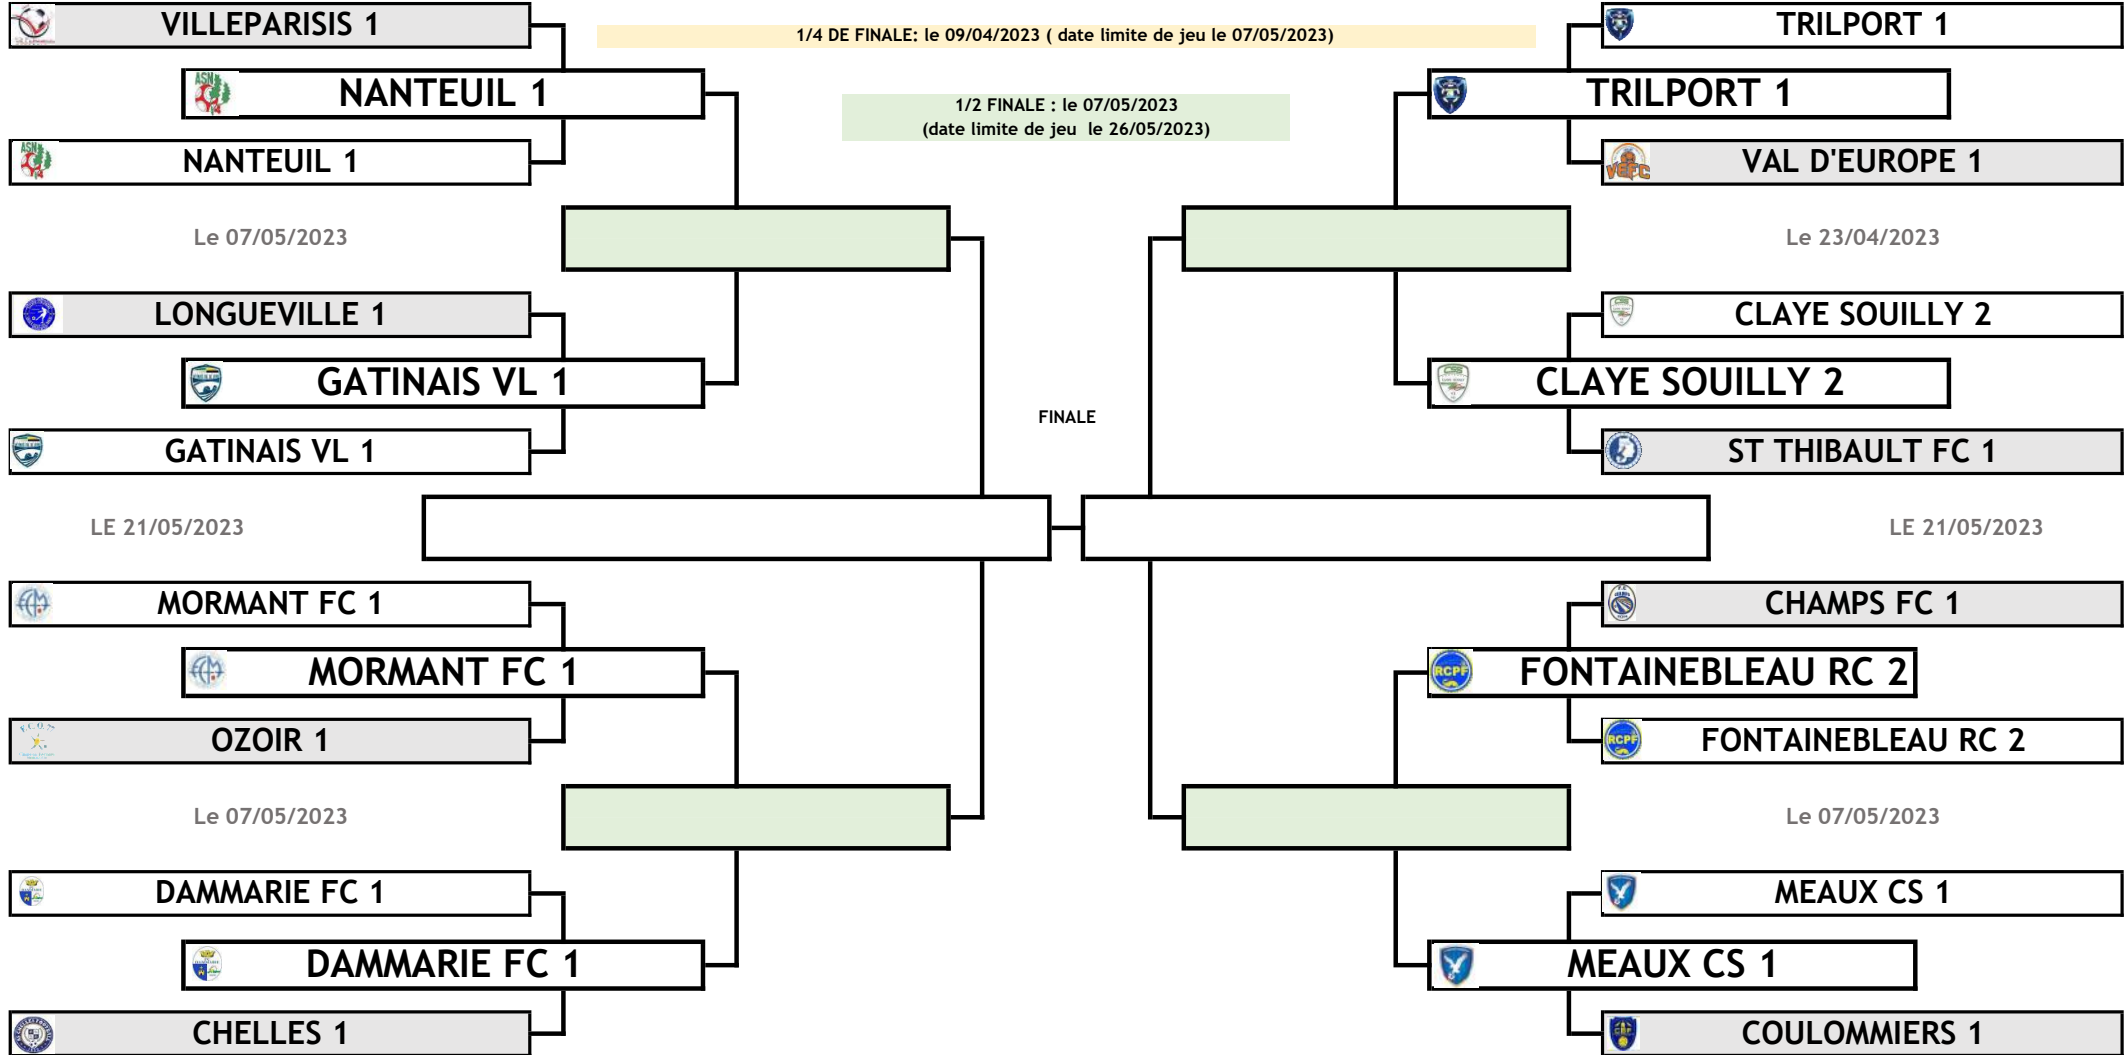 VILLEPARISIS 1
1/4 DE FINALE: le 09/04/2023 ( date limite de jeu le 07/05/2023)
TRILPORT 1
NANTEUIL 1
1/2 FINALE : le 07/05/2023
(date limite de jeu le 26/05/2023)
TRILPORT 1
NANTEUIL 1
VAL D'EUROPE 1
Le 07/05/2023
Le 23/04/2023
LONGUEVILLE 1
CLAYE SOUILLY 2
GATINAIS VL 1
CLAYE SOUILLY 2
FINALE
GATINAIS VL 1
ST THIBAULT FC 1
LE 21/05/2023
LE 21/05/2023
MORMANT FC 1
CHAMPS FC 1
MORMANT FC 1
RCPF
FONTAINEBLEAU RC 2
OZOIR 1
RCPF
FONTAINEBLEAU RC 2
Le 07/05/2023
Le 07/05/2023
DAMMARIE FC 1
MEAUX CS 1
DAMMARIE FC 1
MEAUX CS 1
CHELLES 1
COULOMMIERS 1